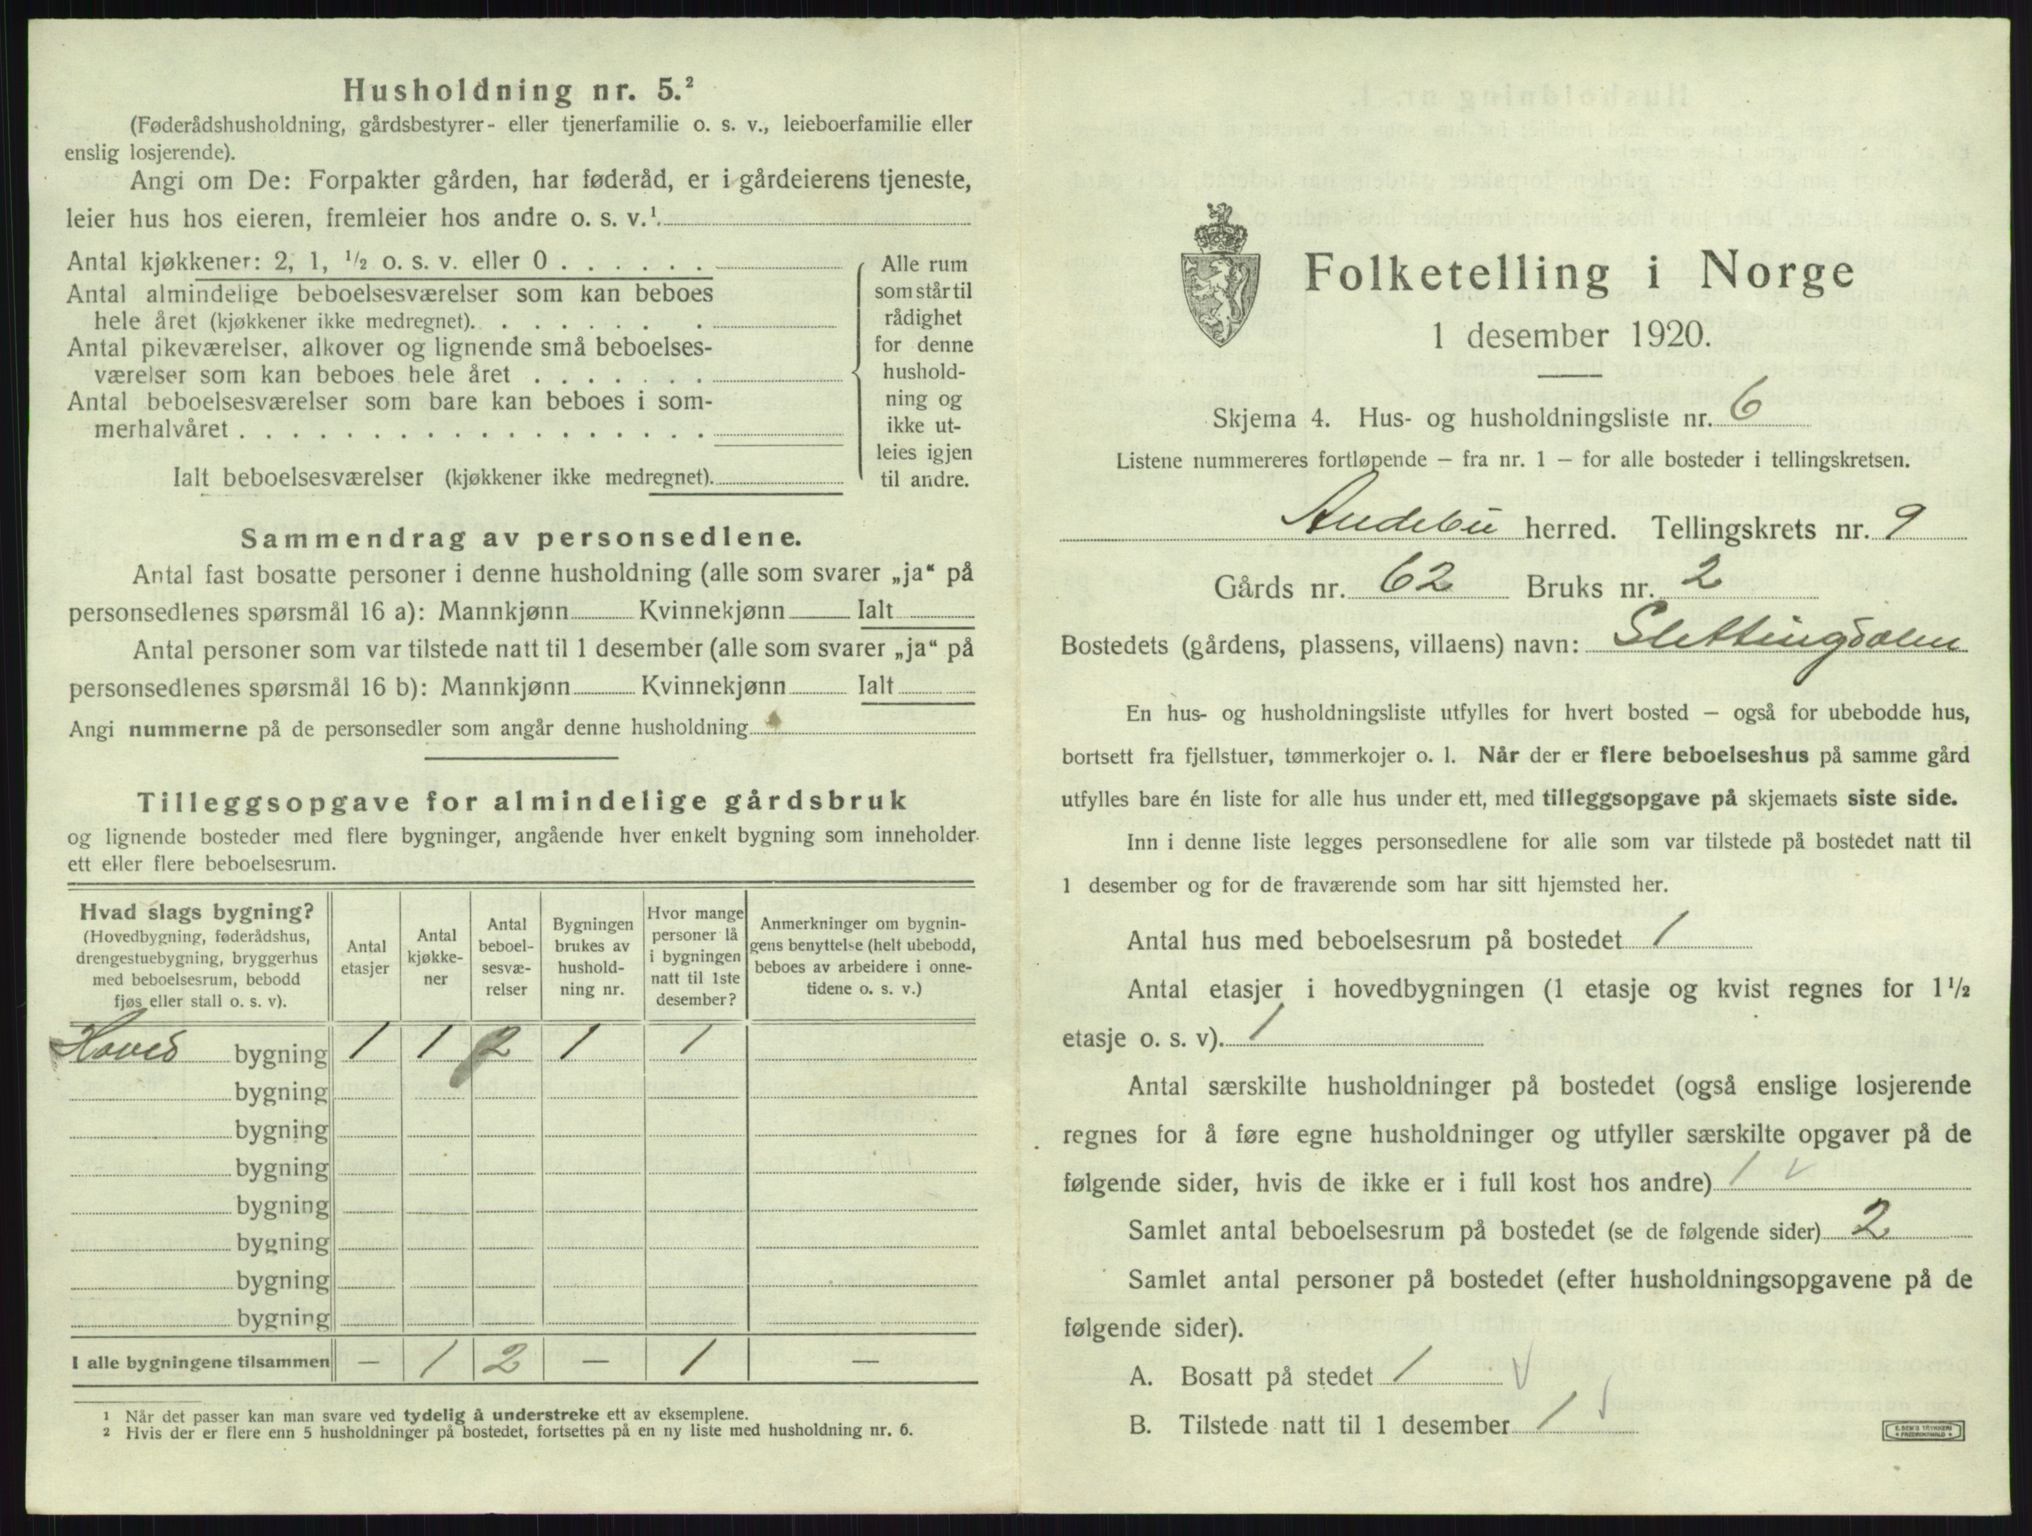 Husholdning nr. 5.²
(Føderådshusholdning, gårdsbestyrer- eller tjenerfamilie o. s. v., leieboerfamilie eller
enslig losjerende).
Angi om De: Forpakter gården, har føderåd, er i gårdeierens tjeneste,
leier hus hos eieren, fremleier hos andre o. s. v.¹
Antal kjøkkener: 2, 1, ½ o. s. v. eller 0 . . . . . .
Antal almindelige beboelsesværelser som kan beboes
hele året (kjøkkener ikke medregnet). . . . . . . .
Antal pikeværelser, alkover og lignende små beboelses-
værelser som kan beboes hele året . . . . . . .
Antal beboelsesværelser som bare kan beboes i som-
merhalvåret . . . . . . . . . . . . . . . . . .
Ialt beboelsesværelser (kjøkkener ikke medregnet).
Alle rum
som står til
rådighet
for denne
hushold-
ning og
ikke ut-
leies igjen
til andre.
Sammendrag av personsedlene.
Antal fast bosatte personer i denne husholdning (alle som svarer „ja“ på
personsedlenes spørsmål 16 a): Mannkjønn Kvinnekjønn Ialt
Antal personer som var tilstede natt til 1 desember (alle som svarer „ja“ på
personsedlenes spørsmål 16 b): Mannkjønn Kvinnekjønn Ialt
Angi nummerne på de personsedler som angår denne husholdning
Tilleggsopgave for almindelige gårdsbruk
og lignende bosteder med flere bygninger, angående hver enkelt bygning som inneholder
ett eller flere beboelsesrum.
Hvad slags bygning?
(Hovedbygning, føderådshus,
drengestuebygning, bryggerhus
med beboelsesrum, bebodd
fjøs eller stall o. s. v).
Antal
etasjer
Antal
kjøkke-
ner
Antal
beboel-
sesvæ-
relser
Bygningen
brukes av
hushold-
ning nr.
Hvor mange
personer lå
i bygningen
natt til 1ste
desember?
Anmerkninger om bygnin-
gens benyttelse (helt ubebodd,
beboes av arbeidere i onne-
tidene o. s. v.)
Hoved bygning 1 1 2 1 1
bygning
bygning
bygning
bygning
bygning
bygning
bygning
I alle bygningene tilsammen — 1 2 — 1 —
¹ Når det passer kan man svare ved tydelig å understreke ett av eksemplene.
² Hvis der er flere enn 5 husholdninger på bostedet, fortsettes på en ny liste med husholdning nr. 6.
Folketelling i Norge
1 desember 1920.
Skjema 4. Hus- og husholdningsliste nr. 6
Listene nummereres fortløpende – fra nr. 1 – for alle bosteder i tellingskretsen.
Andebu herred. Tellingskrets nr. 9
Gårds nr. 62 Bruks nr. 2
Bostedets (gårdens, plassens, villaens) navn: Slettingdalen
En hus- og husholdningsliste utfylles for hvert bosted – også for ubebodde hus,
bortsett fra fjellstuer, tømmerkojer o. l. Når der er flere beboelseshus på samme gård
utfylles bare én liste for alle hus under ett, med tilleggsopgave på skjemaets siste side.
Inn i denne liste legges personsedlene for alle som var tilstede på bostedet natt til
1 desember og for de fraværende som har sitt hjemsted her.
Antal hus med beboelsesrum på bostedet 1
Antal etasjer i hovedbygningen (1 etasje og kvist regnes for 1½
etasje o. s. v). 1
Antal særskilte husholdninger på bostedet (også enslige losjerende
regnes for å føre egne husholdninger og utfyller særskilte opgaver på de
følgende sider, hvis de ikke er i full kost hos andre) 1
Samlet antal beboelsesrum på bostedet (se de følgende sider) 2
Samlet antal personer på bostedet (efter husholdningsopgavene på de
følgende sider).
A. Bosatt på stedet 1
B. Tilstede natt til 1 desember 1